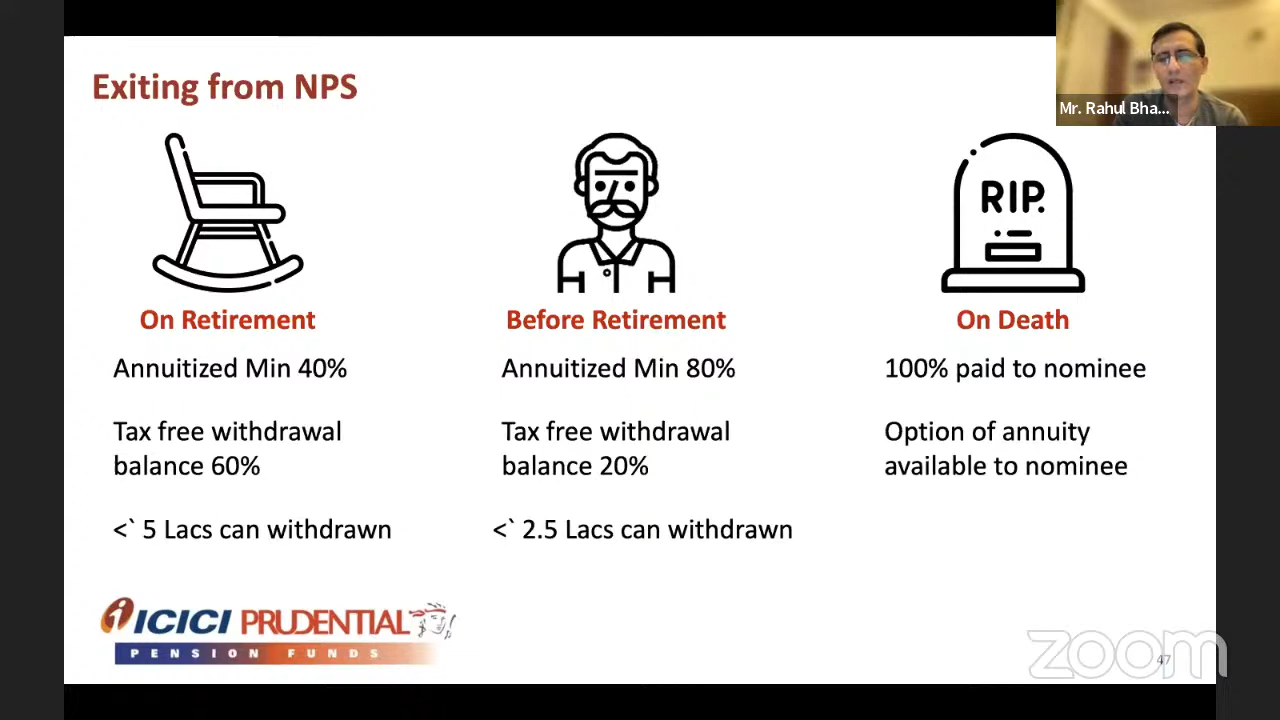 Exiting from NPS
Mr. Rahul Bha...
RIP.
On Retirement
Annuitized Min 40%
Tax free withdrawal
balance 60%
<` 5 Lacs can withdrawn
Before Retirement
Annuitized Min 80%
Tax free withdrawal
balance 20%
<` 2.5 Lacs can withdrawn
On Death
100% paid to nominee
Option of annuity
available to nominee
ICICI PRUDENTIAL
PENSION FUNDS
zoom
47